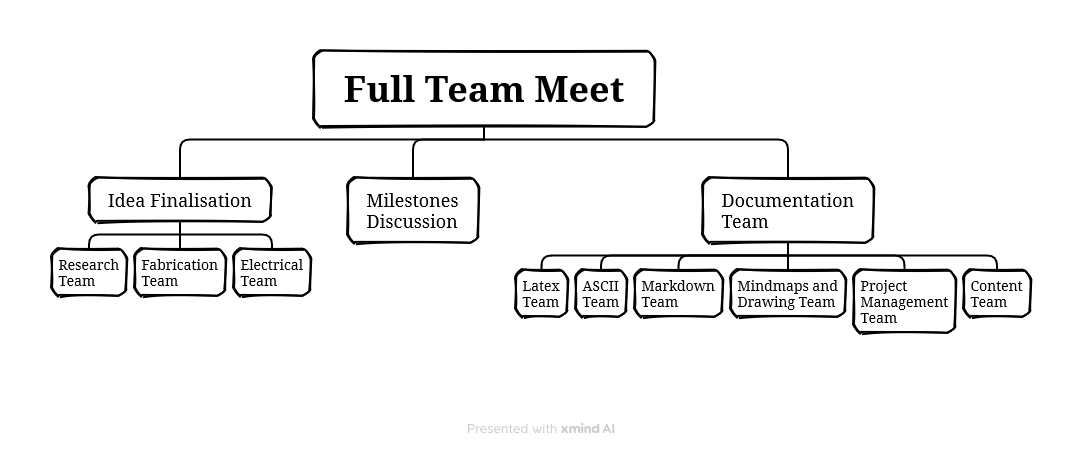 Full Team Meet
Idea Finalisation
Milestones
Discussion
Documentation
Team
Research
Team
Fabrication
Team
Electrical
Team
Latex
Team
ASCII
Team
Markdown
Team
Mindmaps and
Drawing Team
Project
Management
Team
Content
Team
Presented with xmind AI